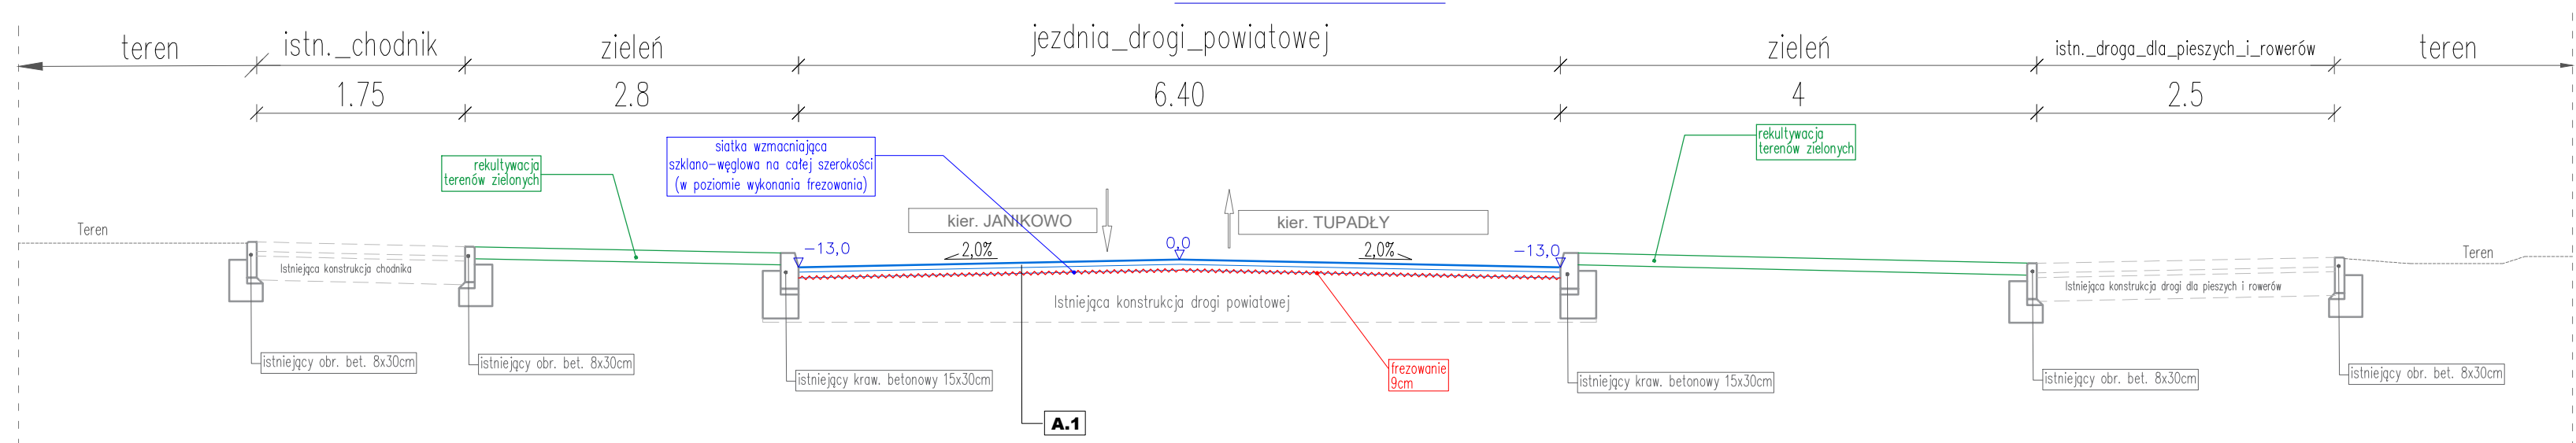 teren
istn._chodnik
zieleń
jezdnia_drogi_powiatowej
zieleń
istn._droga_dla_pieszych_i_rowerów
teren
1.75
2.8
6.40
4
2.5
rekultywacja
terenów zielonych
siatka wzmacniająca
szklano-węglowa na całej szerokości
(w poziomie wykonania frezowania)
rekultywacja
terenów zielonych
kier. JANIKOWO
kier. TUPADŁY
Teren
-13,0
2,0%
0,0
2,0%
-13,0
Teren
Istniejąca konstrukcja chodnika
Istniejąca konstrukcja drogi powiatowej
Istniejąca konstrukcja drogi dla pieszych i rowerów
istniejący obr. bet. 8x30cm
istniejący obr. bet. 8x30cm
istniejący kraw. betonowy 15x30cm
frezowanie
9cm
istniejący kraw. betonowy 15x30cm
istniejący obr. bet. 8x30cm
istniejący obr. bet. 8x30cm
A.1